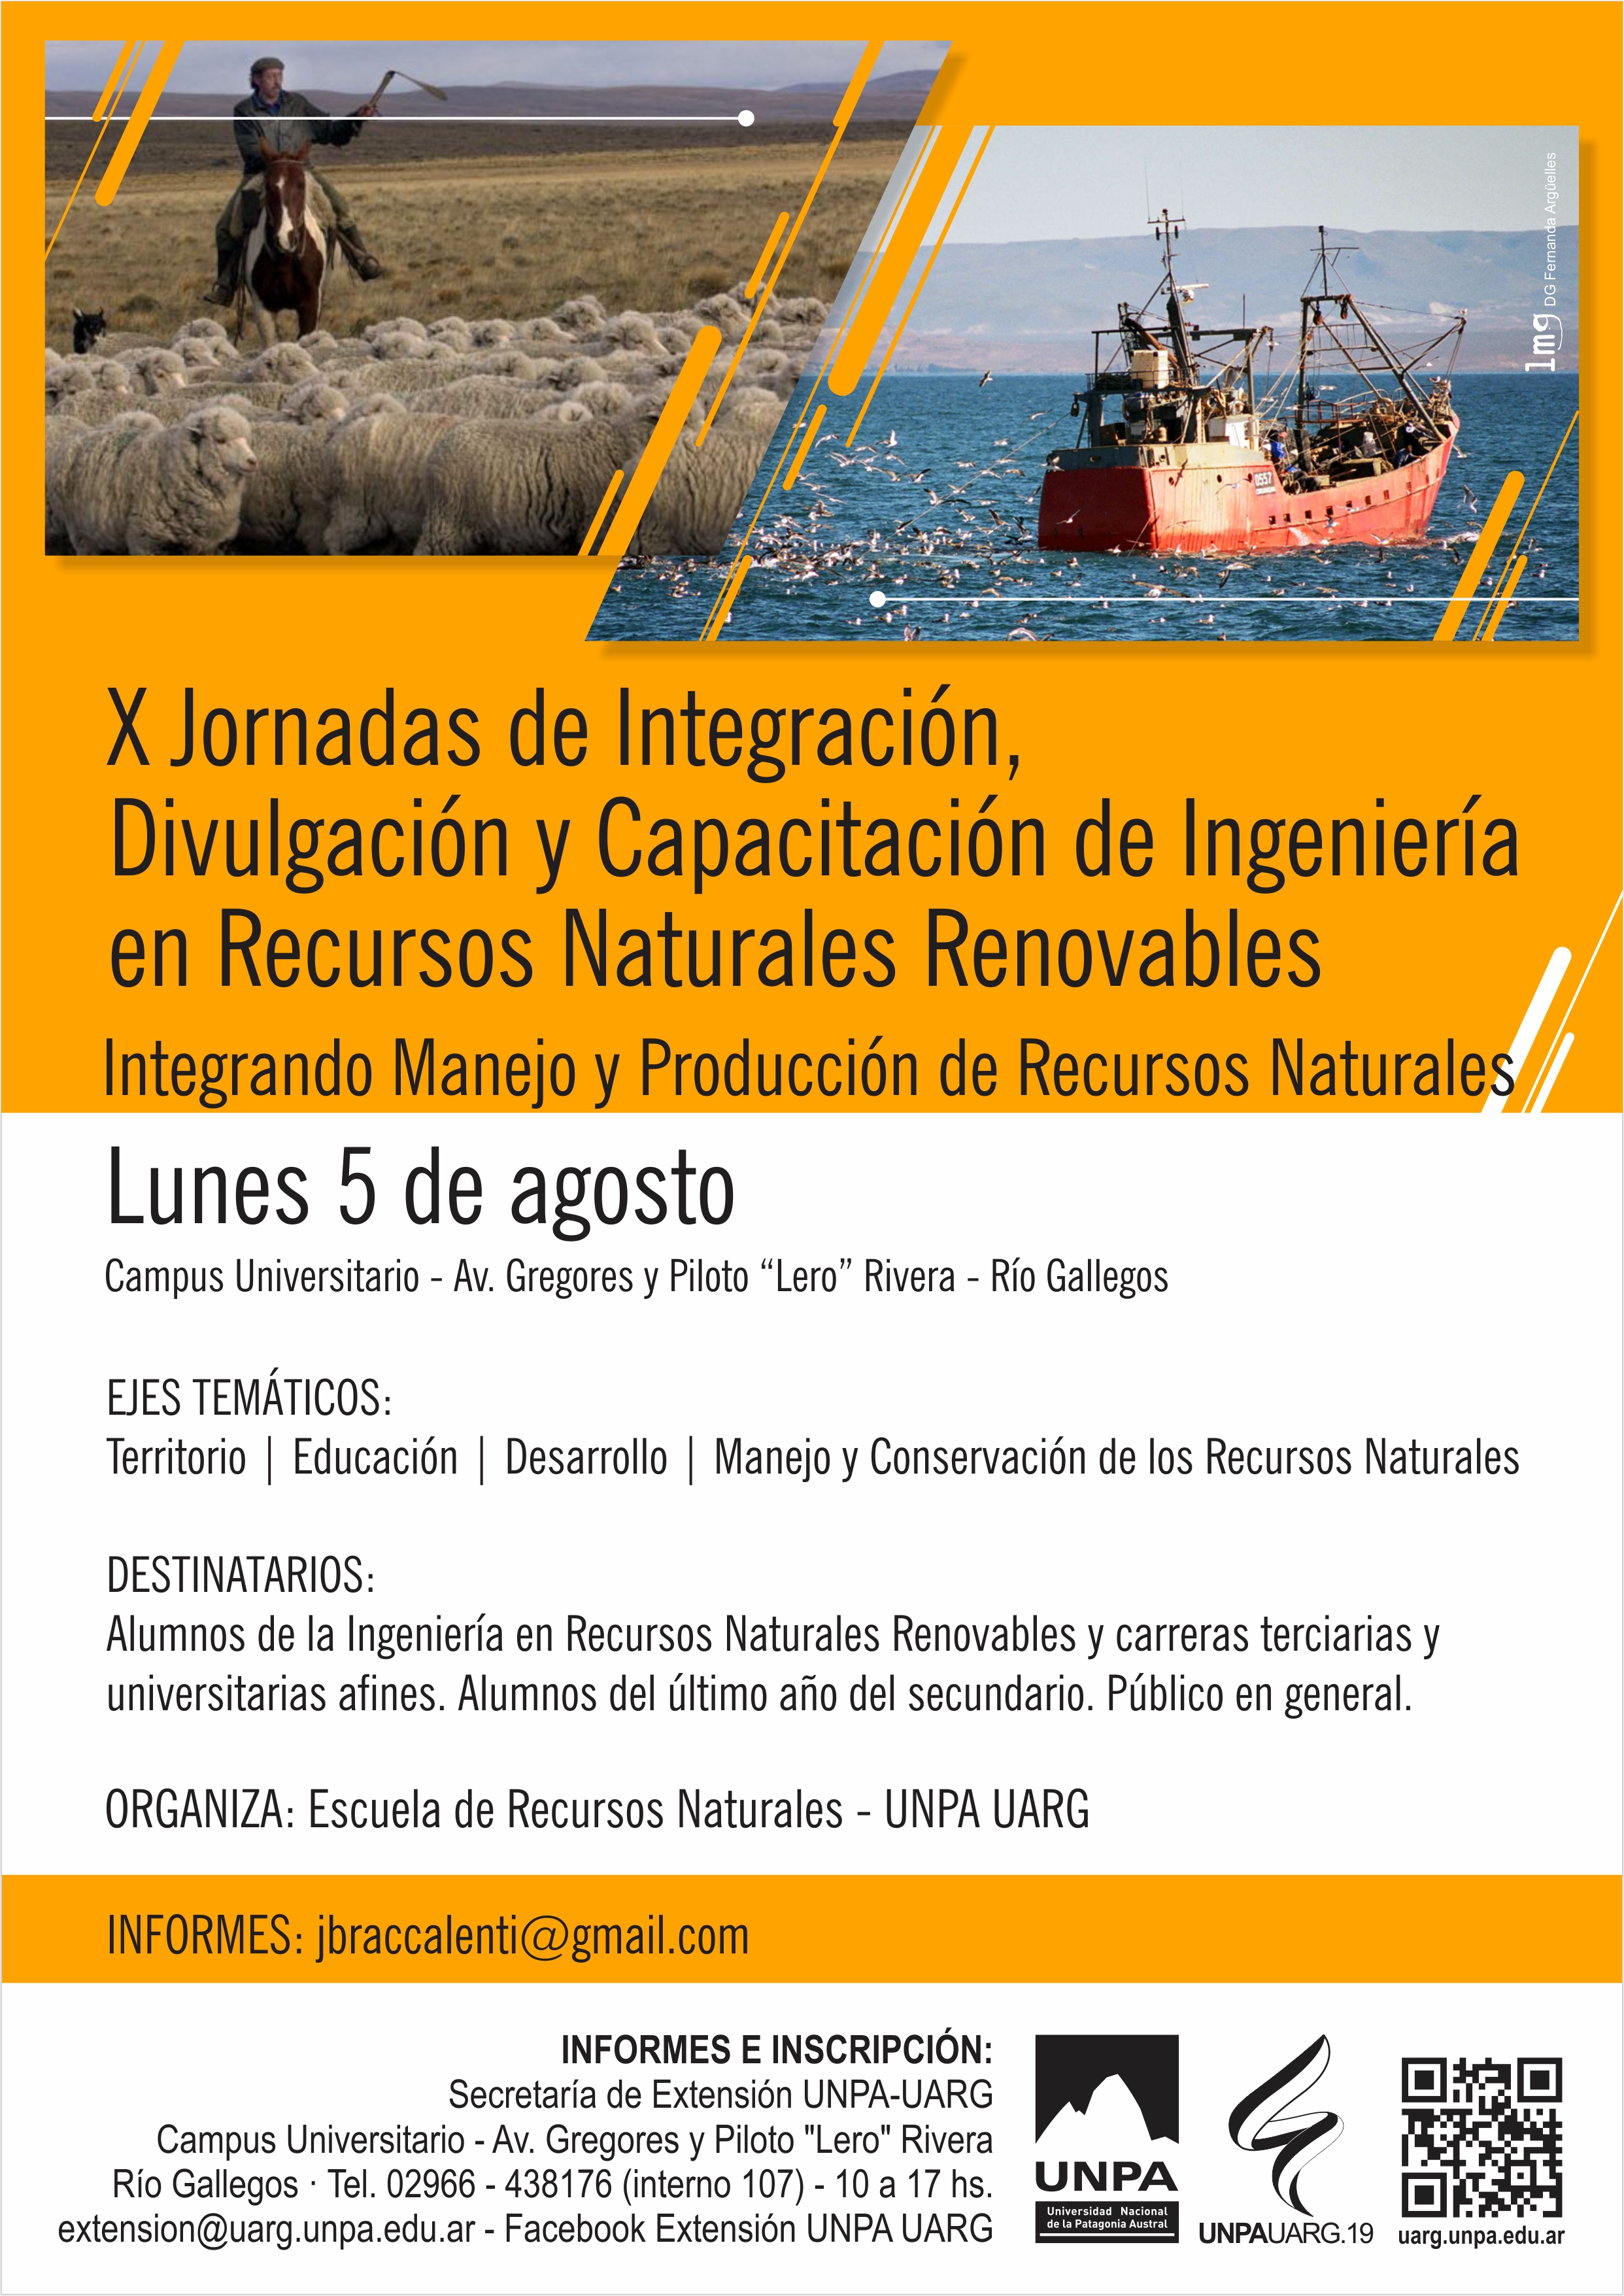 lmg DG Fernanda Argüelles
0557
X Jornadas de Integración,
Divulgación y Capacitación de Ingeniería
en Recursos Naturales Renovables
Integrando Manejo y Producción de Recursos Naturales
Lunes 5 de agosto
Campus Universitario - Av. Gregores y Piloto “Lero” Rivera - Río Gallegos
EJES TEMÁTICOS:
Territorio | Educación | Desarrollo | Manejo y Conservación de los Recursos Naturales
DESTINATARIOS:
Alumnos de la Ingeniería en Recursos Naturales Renovables y carreras terciarias y
universitarias afines. Alumnos del último año del secundario. Público en general.
ORGANIZA: Escuela de Recursos Naturales - UNPA UARG
INFORMES: jbraccalenti@gmail.com
INFORMES E INSCRIPCIÓN:
Secretaría de Extensión UNPA-UARG
Campus Universitario - Av. Gregores y Piloto "Lero" Rivera
Río Gallegos · Tel. 02966 - 438176 (interno 107) - 10 a 17 hs.
extension@uarg.unpa.edu.ar - Facebook Extensión UNPA UARG
UNPA
Universidad Nacional
de la Patagonia Austral
UNPAUARG.19
uarg.unpa.edu.ar